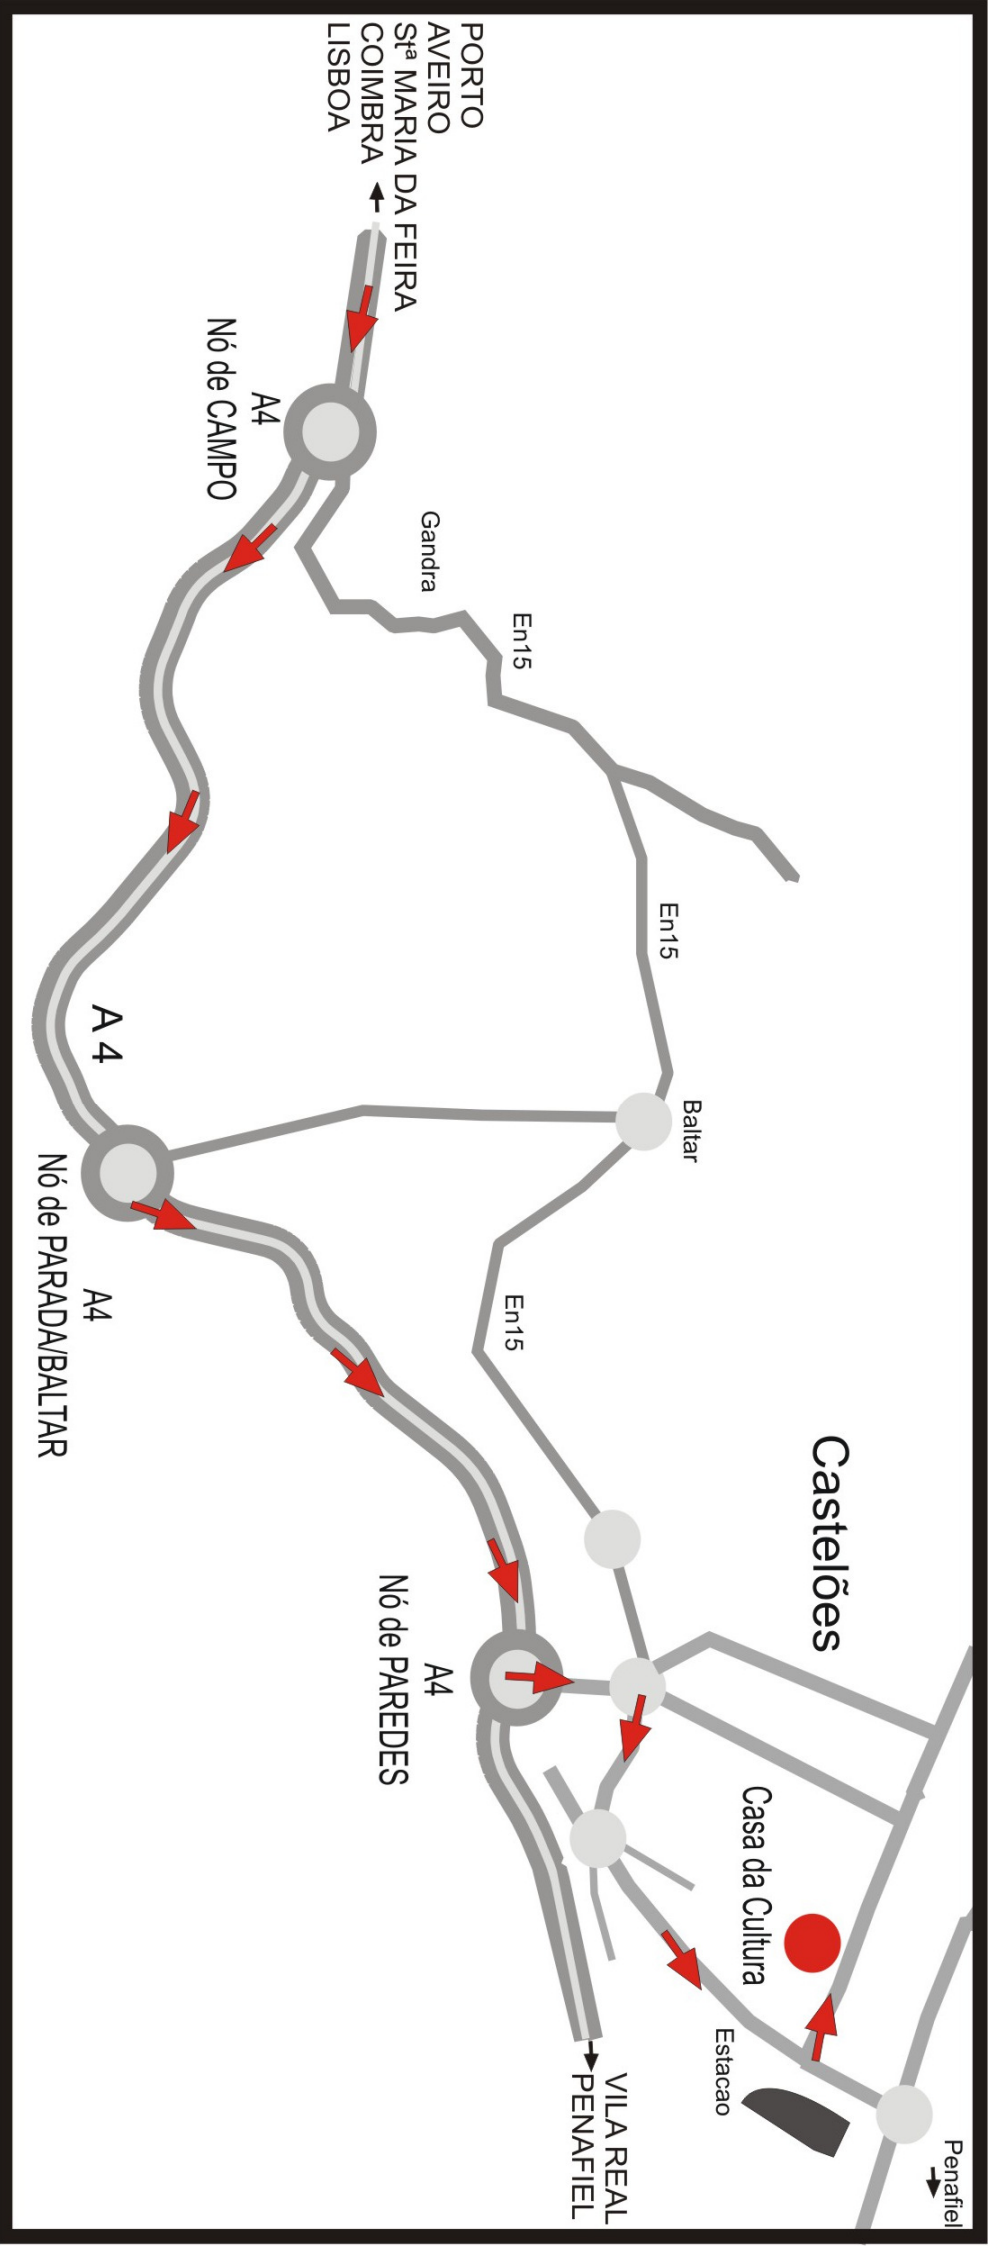 PORTO
AVEIRO
Stª MARIA DA FEIRA
COIMBRA
LISBOA
A4
Nó de CAMPO
Gandra
En15
En15
Baltar
A 4
A4
Nó de PARADA/BALTAR
En15
Castelões
A4
Nó de PAREDES
Casa da Cultura
Estacao
VILA REAL
PENAFIEL
Penafiel